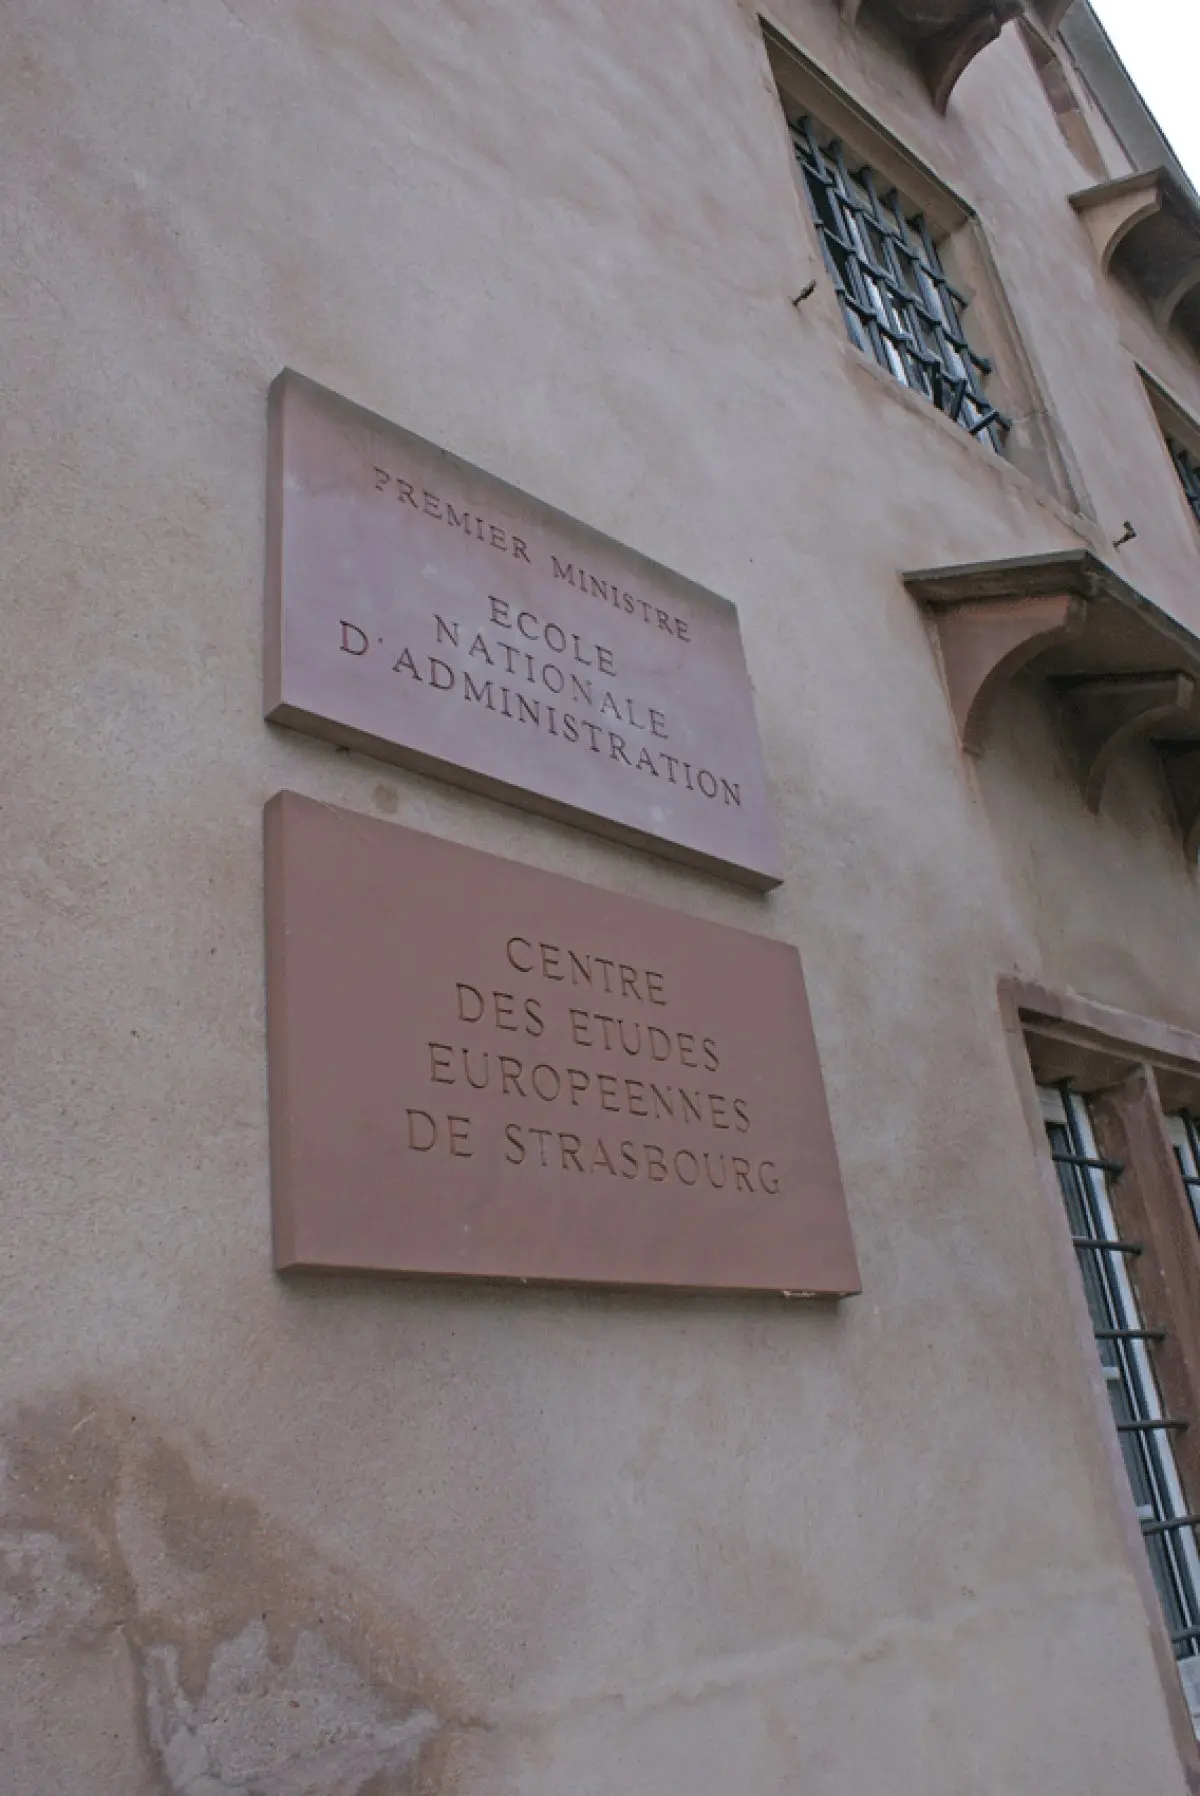 PREMIER MINISTRE
ECOLE
NATIONALE
D'ADMINISTRATION
CENTRE
DES ETUDES
EUROPEENNES
DE STRASBOURG